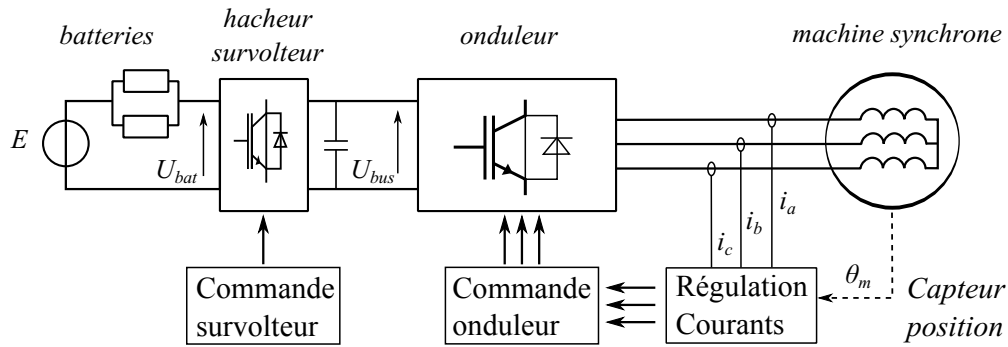 batteries
hacheur
survolteur
onduleur
machine synchrone
E
U_bat
U_bus
i_a
i_b
i_c
θ_m
Commande
survolteur
Commande
onduleur
Régulation
Courants
Capteur
position